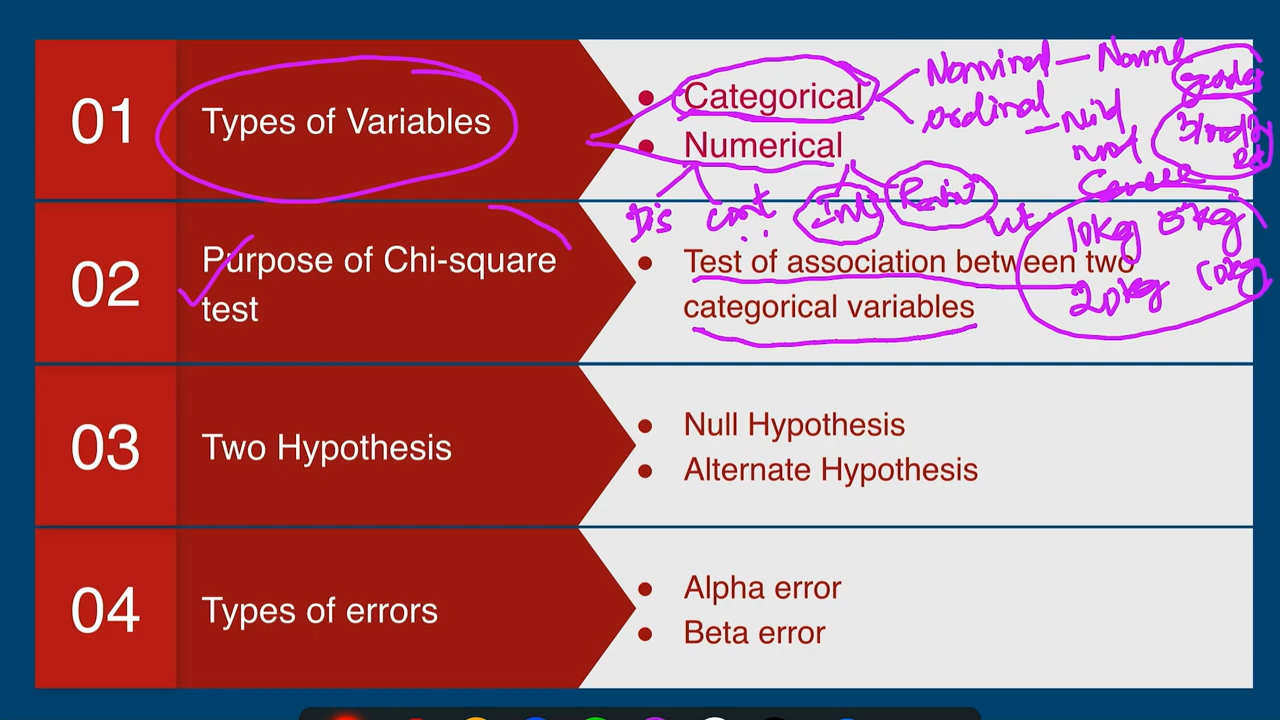 01
Types of Variables
• Categorical
• Numerical
Nominal — Name
ordinal
Dis
cont
Int
wt
10kg
20kg
02
Purpose of Chi-square
test
• Test of association between two
categorical variables
03
Two Hypothesis
• Null Hypothesis
• Alternate Hypothesis
04
Types of errors
• Alpha error
• Beta error